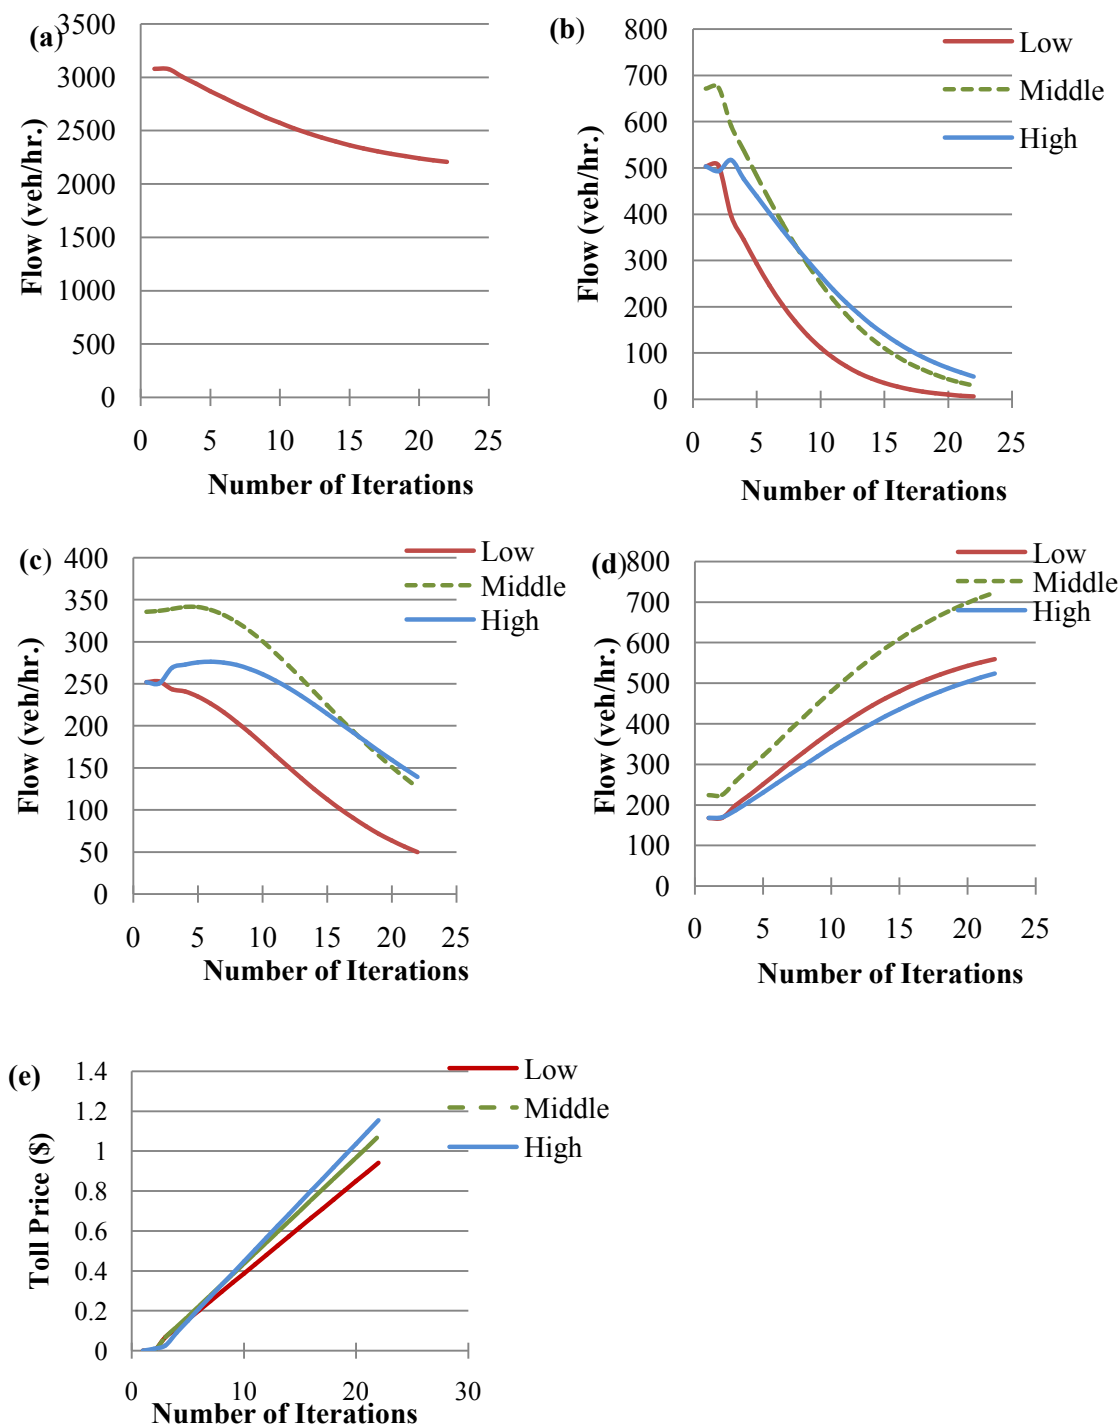 (a)
3500
3000
2500
2000
1500
1000
500
0
0 5 10 15 20 25
Flow (veh/hr.)
Number of Iterations
(b)
800
700
600
500
400
300
200
100
0
0 5 10 15 20 25
Flow (veh/hr.)
Number of Iterations
Low
Middle
High
(c)
400
350
300
250
200
150
100
50
0
0 5 10 15 20 25
Flow (veh/hr.)
Number of Iterations
Low
Middle
High
(d)
800
700
600
500
400
300
200
100
0
0 5 10 15 20 25
Flow (veh/hr.)
Number of Iterations
Low
Middle
High
(e)
1.4
1.2
1
0.8
0.6
0.4
0.2
0
0 10 20 30
Toll Price ($)
Number of Iterations
Low
Middle
High